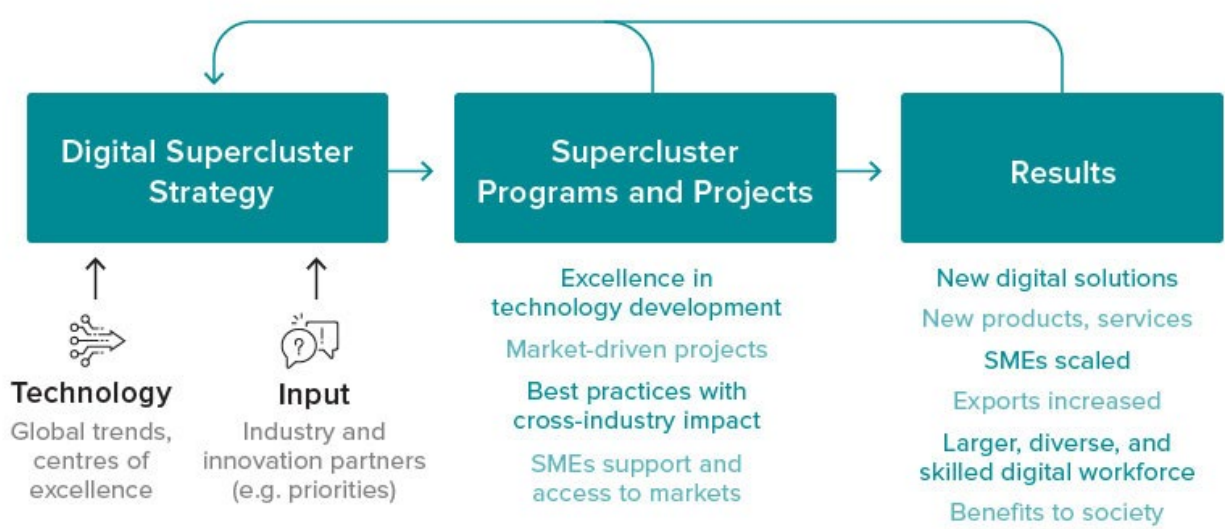 Digital Supercluster
Strategy
Supercluster
Programs and Projects
Results
Technology
Global trends,
centres of
excellence
Input
Industry and
innovation partners
(e.g. priorities)
Excellence in
technology development
Market-driven projects
Best practices with
cross-industry impact
SMEs support and
access to markets
New digital solutions
New products, services
SMEs scaled
Exports increased
Larger, diverse, and
skilled digital workforce
Benefits to society